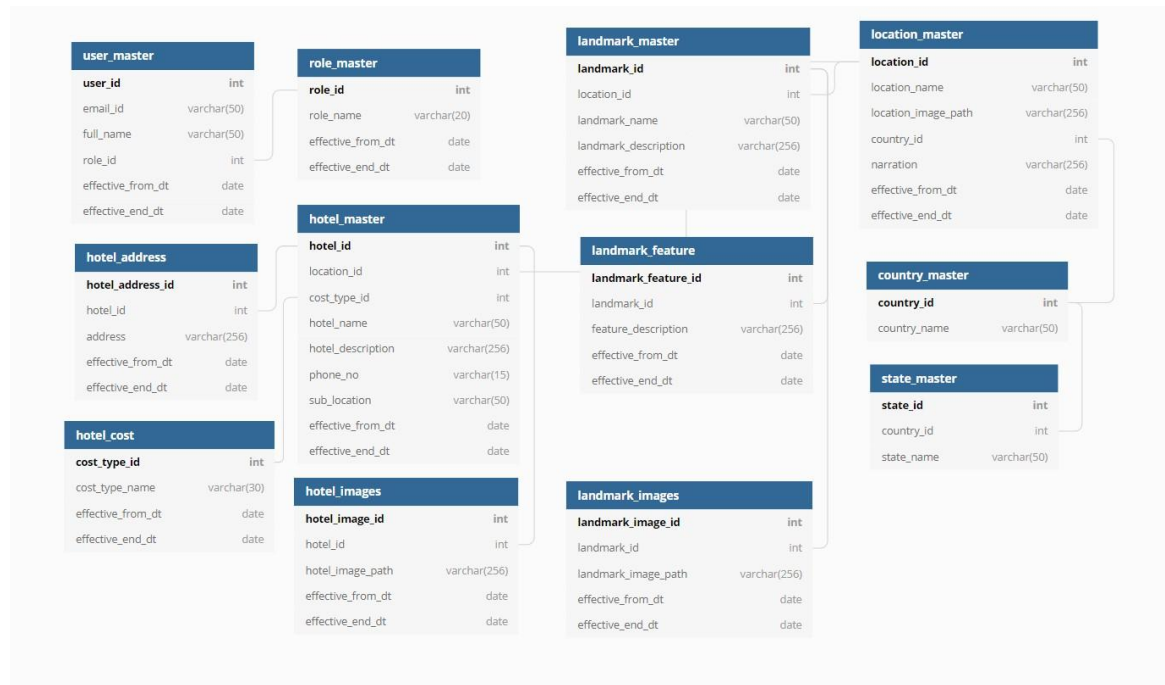 user_master
user_id int
email_id varchar(50)
full_name varchar(50)
role_id int
effective_from_dt date
effective_end_dt date
role_master
role_id int
role_name varchar(20)
effective_from_dt date
effective_end_dt date
landmark_master
landmark_id int
location_id int
landmark_name varchar(50)
landmark_description varchar(256)
effective_from_dt date
effective_end_dt date
location_master
location_id int
location_name varchar(50)
location_image_path varchar(256)
country_id int
narration varchar(256)
effective_from_dt date
effective_end_dt date
hotel_address
hotel_address_id int
hotel_id int
address varchar(256)
effective_from_dt date
effective_end_dt date
hotel_master
hotel_id int
location_id int
cost_type_id int
hotel_name varchar(50)
hotel_description varchar(256)
phone_no varchar(15)
sub_location varchar(50)
effective_from_dt date
effective_end_dt date
landmark_feature
landmark_feature_id int
landmark_id int
feature_description varchar(256)
effective_from_dt date
effective_end_dt date
country_master
country_id int
country_name varchar(50)
state_master
state_id int
country_id int
state_name varchar(50)
hotel_cost
cost_type_id int
cost_type_name varchar(30)
effective_from_dt date
effective_end_dt date
hotel_images
hotel_image_id int
hotel_id int
hotel_image_path varchar(256)
effective_from_dt date
effective_end_dt date
landmark_images
landmark_image_id int
landmark_id int
landmark_image_path varchar(256)
effective_from_dt date
effective_end_dt date